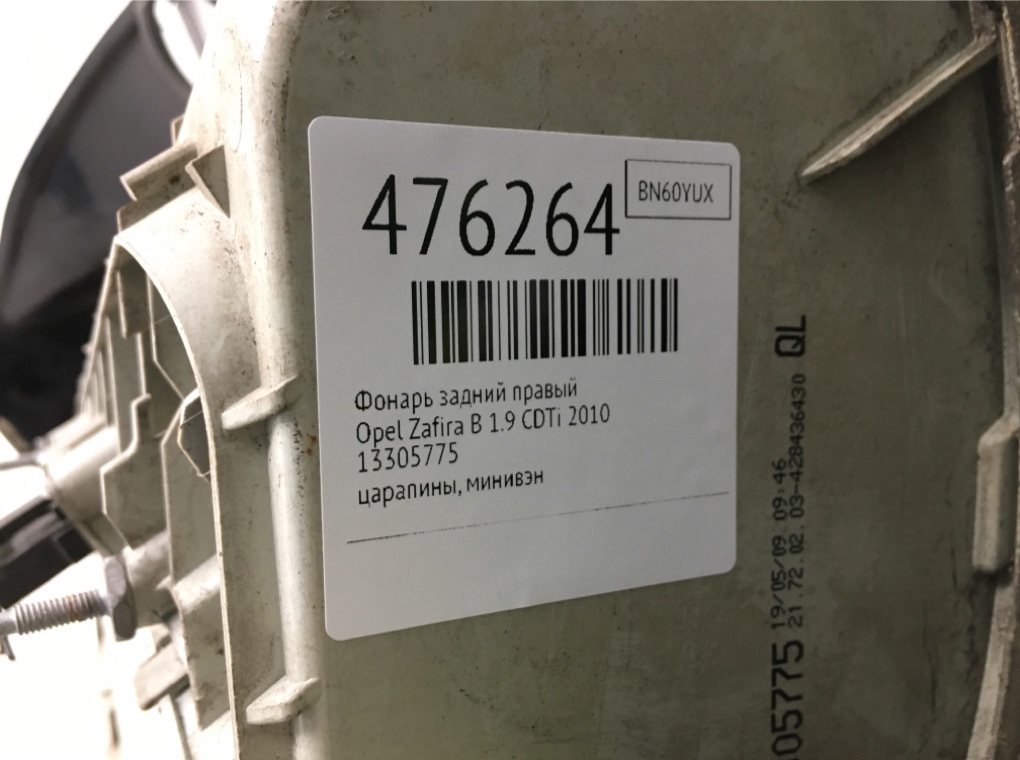 476264
BN60YUX
Фонарь задний правый
Opel Zafira B 1.9 CDTi 2010
13305775
царапины, минивэн
05775 19/05/09 09:46 QL
21.72.02.03-428436430